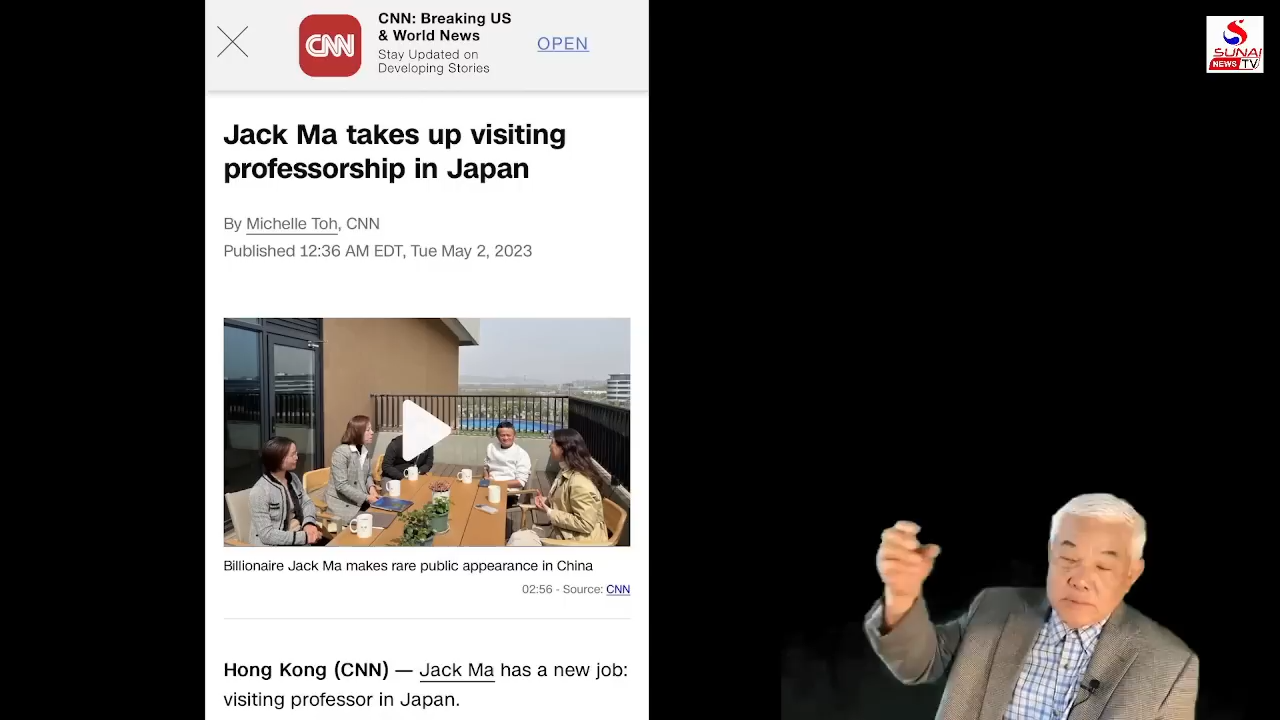 CNN
CNN: Breaking US
& World News
Stay Updated on
Developing Stories
OPEN
S
SUNAI
NEWS TV
Jack Ma takes up visiting
professorship in Japan
By Michelle Toh, CNN
Published 12:36 AM EDT, Tue May 2, 2023
Billionaire Jack Ma makes rare public appearance in China
02:56 - Source: CNN
Hong Kong (CNN) — Jack Ma has a new job:
visiting professor in Japan.